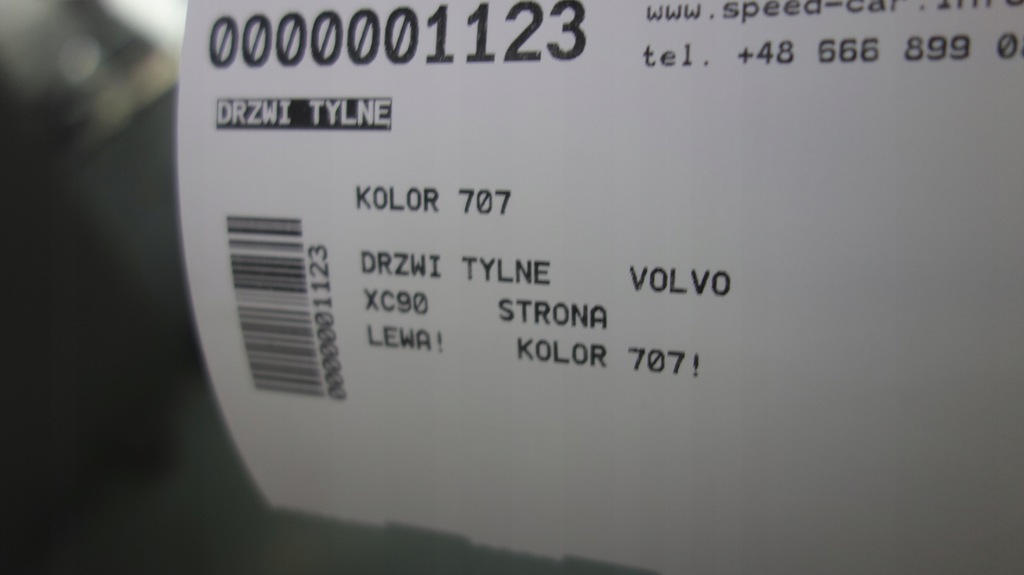 0000001123
www.speed-car.
tel. +48 666 899
DRZWI TYLNE
KOLOR 707
0000001123
DRZWI TYLNE VOLVO
XC90 STRONA
LEWA! KOLOR 707!